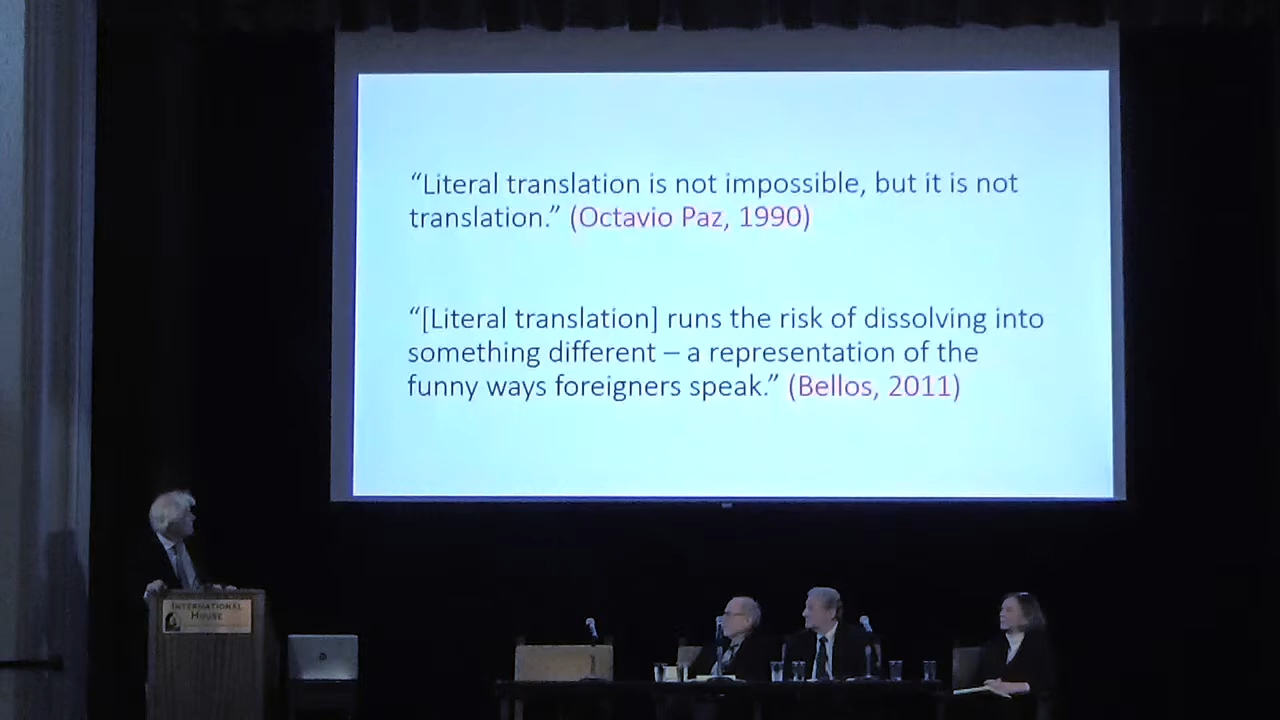 “Literal translation is not impossible, but it is not
translation.” (Octavio Paz, 1990)
“[Literal translation] runs the risk of dissolving into
something different – a representation of the
funny ways foreigners speak.” (Bellos, 2011)
INTERNATIONAL
HOUSE